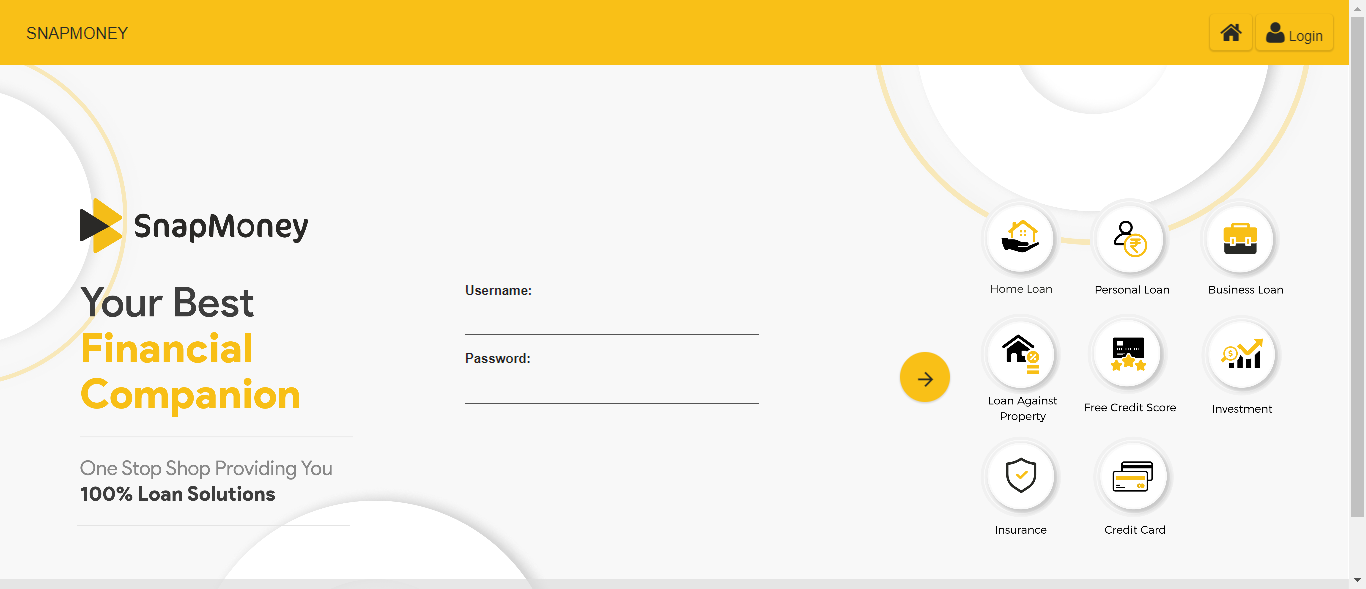 SNAPMONEY
Login
SnapMoney
Your Best
Financial
Companion
One Stop Shop Providing You
100% Loan Solutions
Username:
Password:
Home Loan
Personal Loan
Business Loan
Loan Against
Property
Free Credit Score
Investment
Insurance
Credit Card